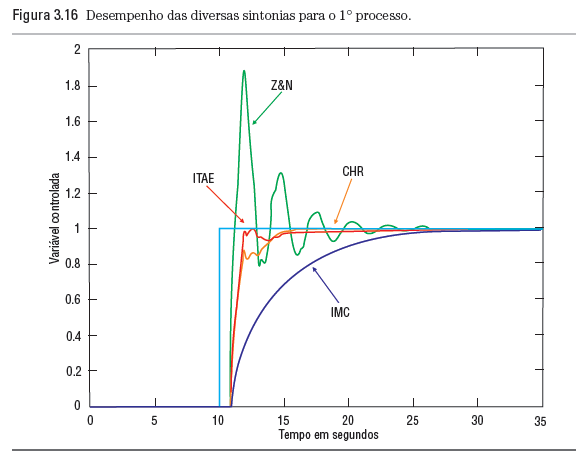 Figura 3.16 Desempenho das diversas sintonias para o 1° processo.
2
1.8
Z&N
1.6
1.4
ITAE
CHR
1.2
Variável controlada
1
0.8
0.6
IMC
0.4
0.2
0
0 5 10 15 20 25 30 35
Tempo em segundos